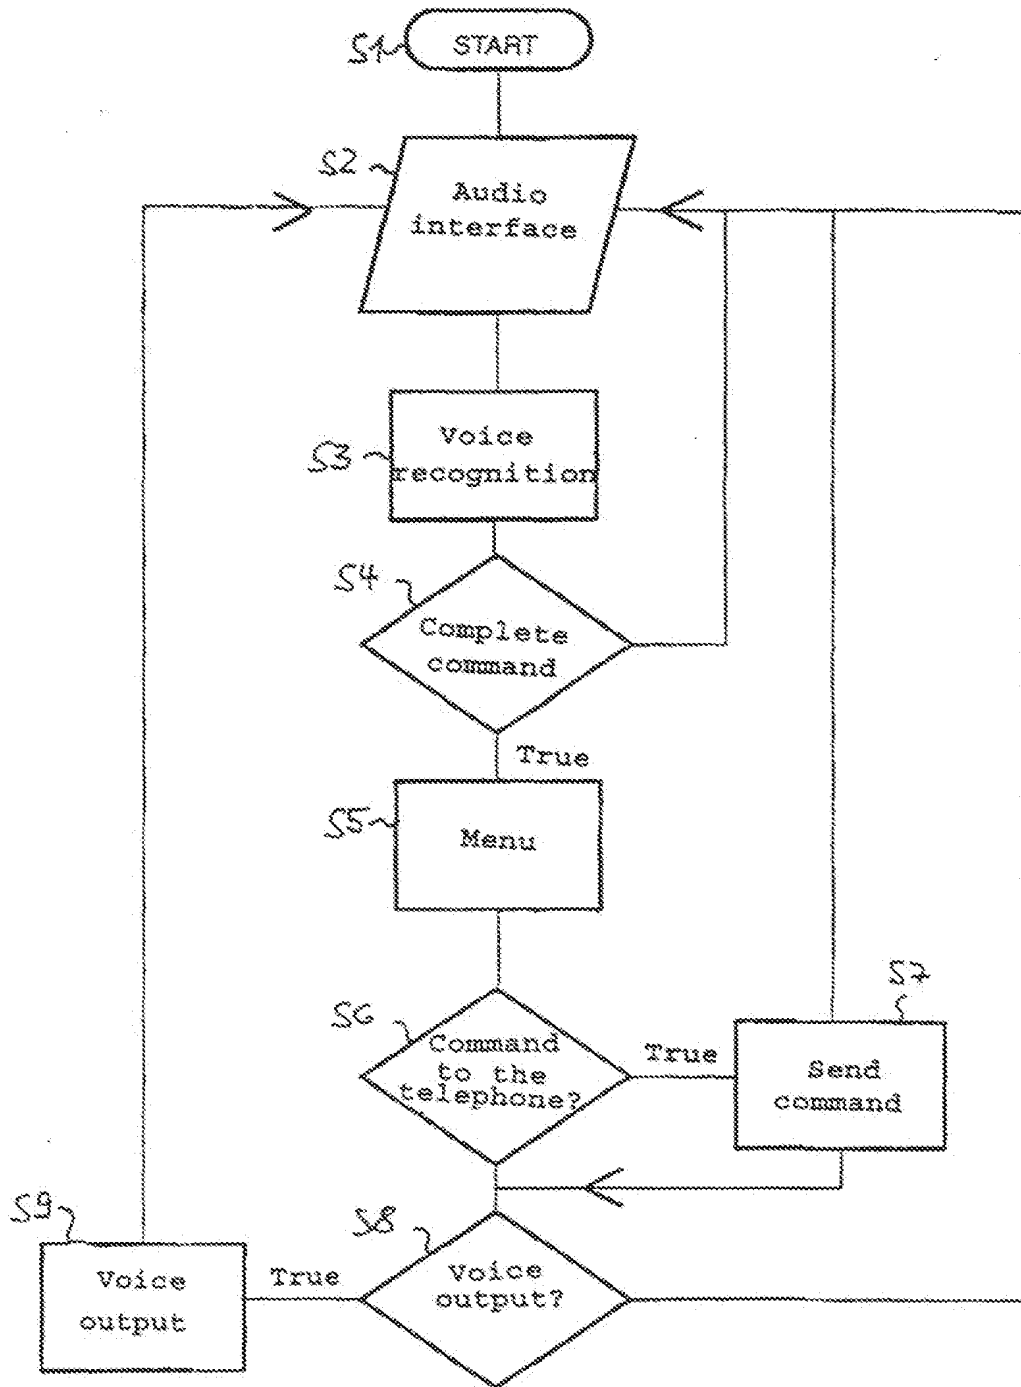 S1
START
S2
Audio
interface
S3
Voice
recognition
S4
Complete
command
True
S5
Menu
S6
Command
to the
telephone?
True
S7
Send
command
S8
Voice
output?
True
S9
Voice
output